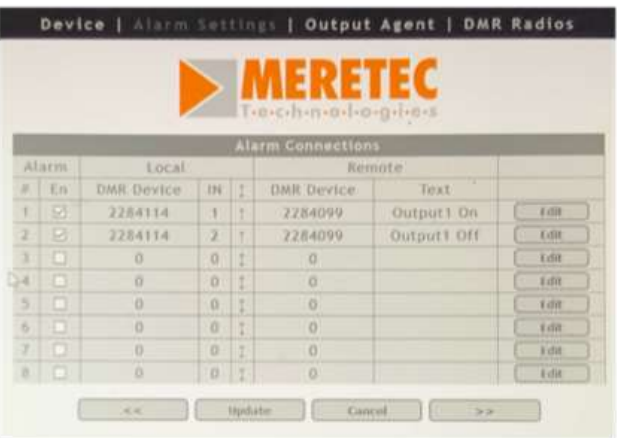 Device | Alarm Settings | Output Agent | DMR Radios
MERETEC
T-e-c-h-n-o-l-o-g-i-e-s
Alarm Connections
Alarm Local Remote
# En DMR Device IN ↕ DMR Device Text
1 2284114 1 ↑ 2284099 Output1 On Edit
2 2284114 2 ↑ 2284099 Output1 Off Edit
3 0 0 ↕ 0 Edit
4 0 0 ↕ 0 Edit
5 0 0 ↕ 0 Edit
6 0 0 ↕ 0 Edit
7 0 0 ↕ 0 Edit
8 0 0 ↕ 0 Edit
<< Update Cancel >>